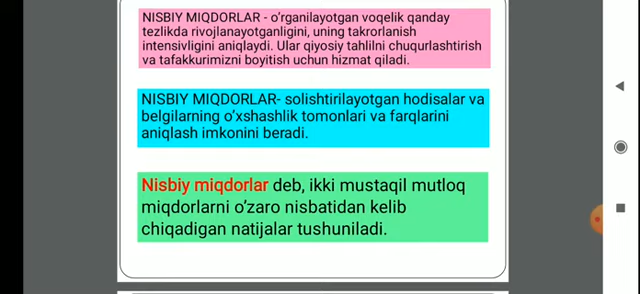 NISBIY MIQDORLAR - o'rganilayotgan voqelik qanday
tezlikda rivojlanayotganligini, uning takrorlanish
intensivligini aniqlaydi. Ular qiyosiy tahlilni chuqurlashtirish
va tafakkurimizni boyitish uchun hizmat qiladi.
NISBIY MIQDORLAR- solishtirilayotgan hodisalar va
belgilarning o'xshashlik tomonlari va farqlarini
aniqlash imkonini beradi.
Nisbiy miqdorlar deb, ikki mustaqil mutloq
miqdorlarni o'zaro nisbatidan kelib
chiqadigan natijalar tushuniladi.